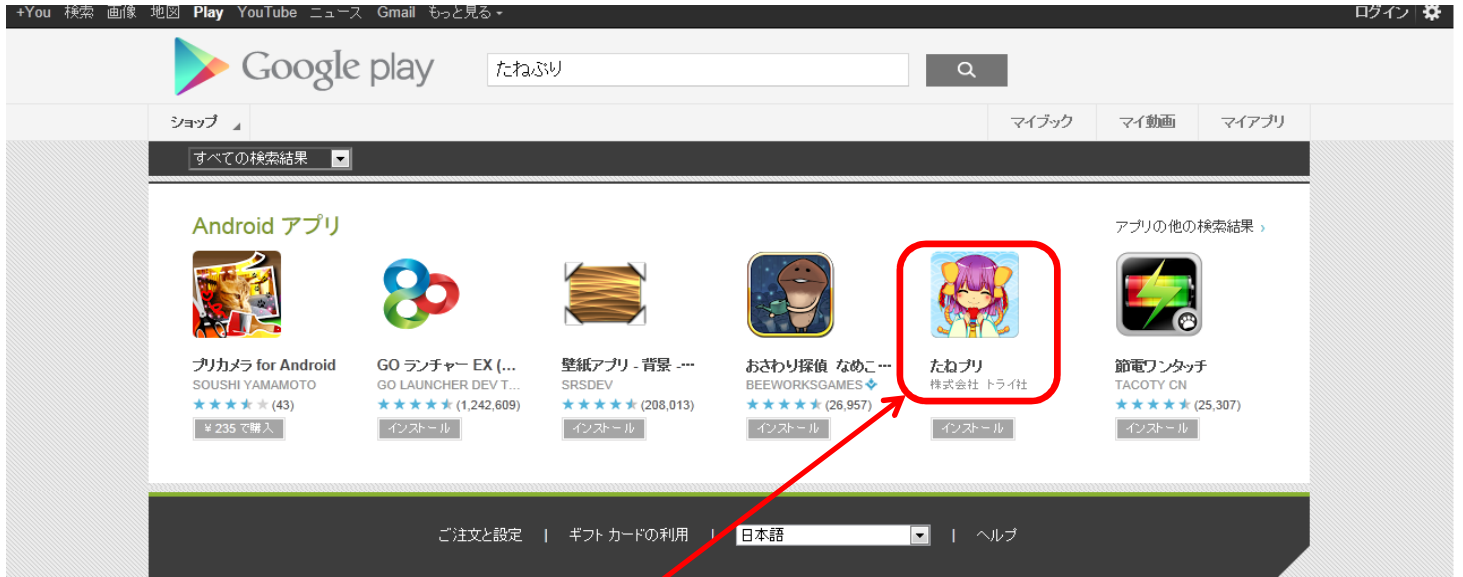 +You 検索 画像 地図 Play YouTube ニュース Gmail もっと見る
ログイン
Google play
たねぷり
ショップ
マイブック マイ動画 マイアプリ
すべての検索結果
Android アプリ
アプリの他の検索結果 ›
プリカメラ for Android
SOUSHI YAMAMOTO
(43)
¥ 235 で購入
GO ランチャー EX (...
GO LAUNCHER DEV T...
(1,242,609)
インストール
壁紙アプリ - 背景 -...
SRSDEV
(208,013)
インストール
おさわり探偵 なめこ...
BEEWORKSGAMES
(26,957)
インストール
たねプリ
株式会社 トライ社
インストール
節電ワンタッチ
TACOTY CN
(25,307)
インストール
ご注文と設定 | ギフト カードの利用 | 日本語 | ヘルプ